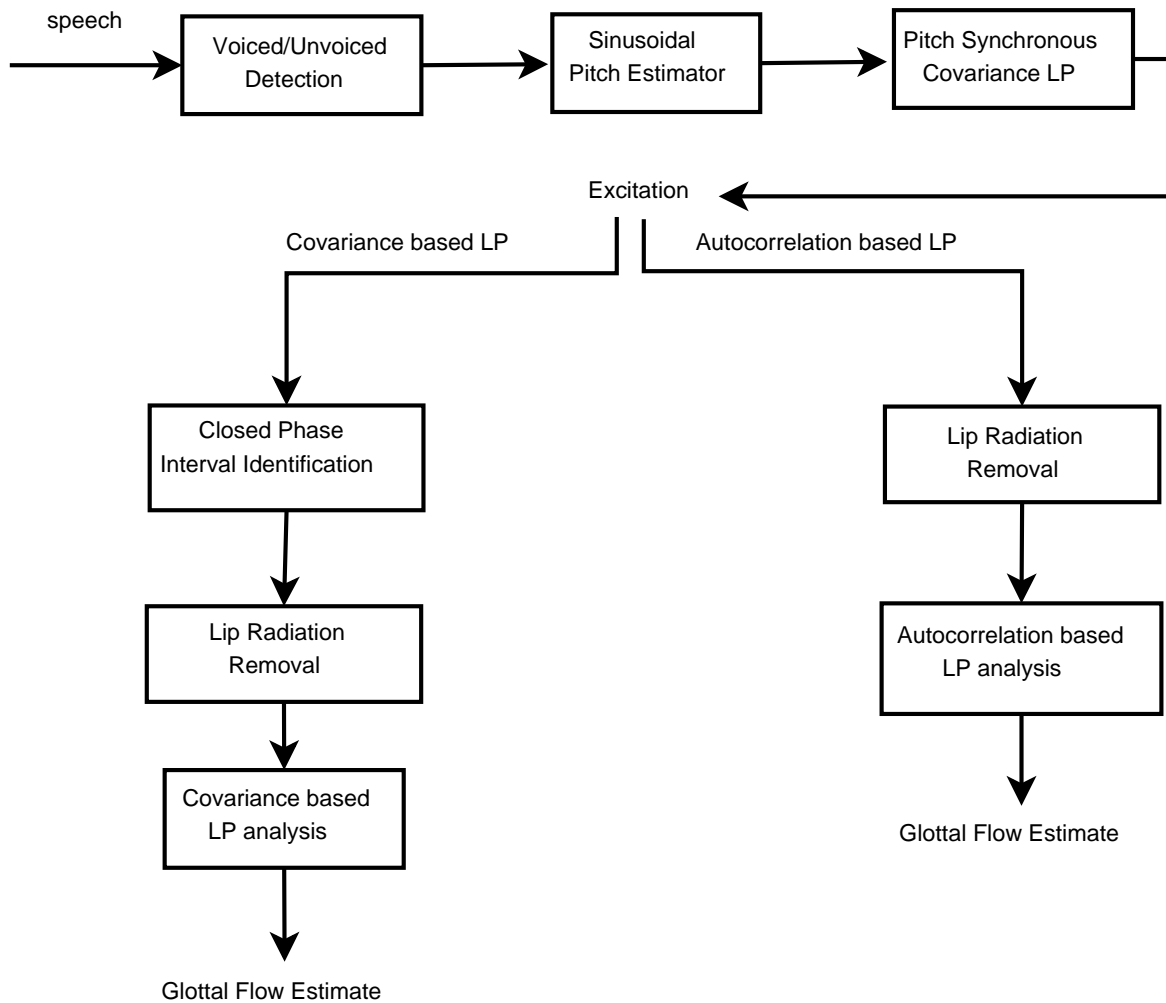 speech
Voiced/Unvoiced
Detection
Sinusoidal
Pitch Estimator
Pitch Synchronous
Covariance LP
Excitation
Covariance based LP
Autocorrelation based LP
Closed Phase
Interval Identification
Lip Radiation
Removal
Covariance based
LP analysis
Glottal Flow Estimate
Lip Radiation
Removal
Autocorrelation based
LP analysis
Glottal Flow Estimate